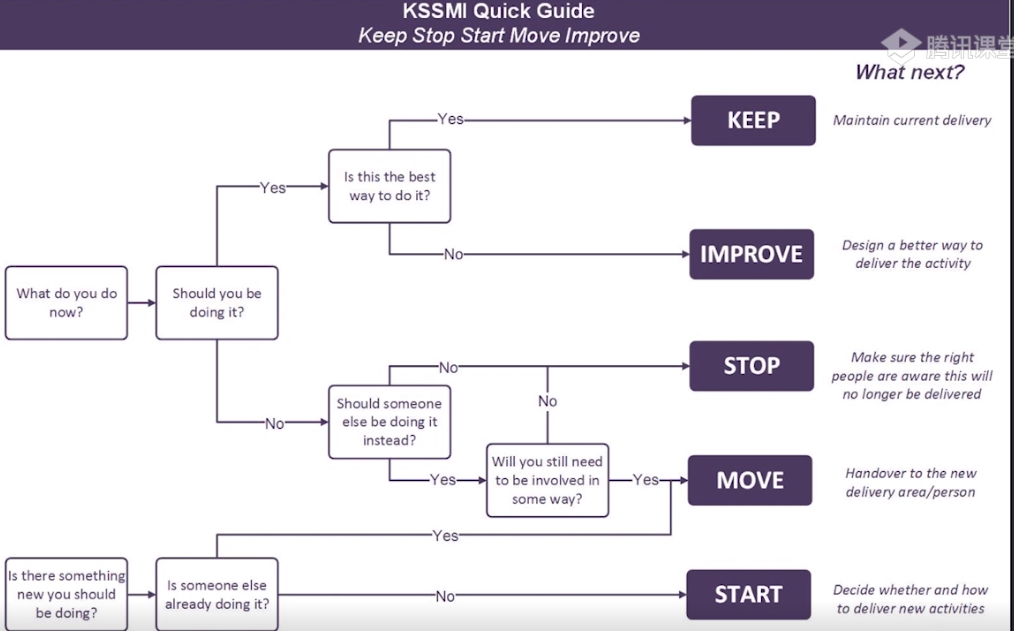 KSSMI Quick Guide
Keep Stop Start Move Improve
腾讯课堂
What next?
Yes
KEEP
Maintain current delivery
Is this the best
way to do it?
Yes
No
IMPROVE
Design a better way to
deliver the activity
What do you do
now?
Should you be
doing it?
No
STOP
Make sure the right
people are aware this will
no longer be delivered
Should someone
else be doing it
instead?
No
No
Yes
Will you still need
to be involved in
some way?
Yes
MOVE
Handover to the new
delivery area/person
Yes
Is there something
new you should
be doing?
Is someone else
already doing it?
No
START
Decide whether and how
to deliver new activities